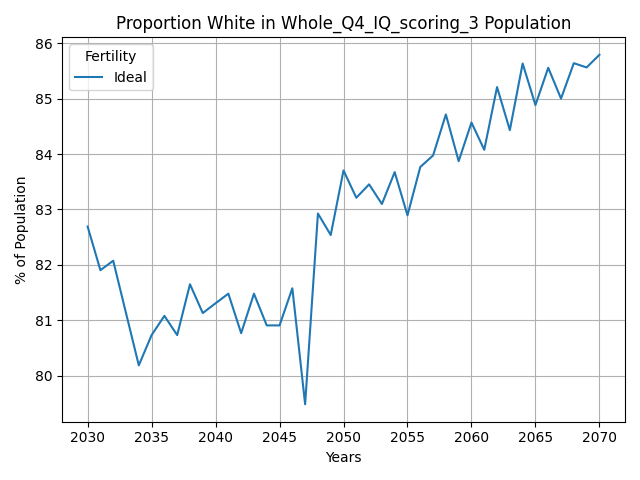 Proportion White in Whole_Q4_IQ_scoring_3 Population
Fertility
Ideal
% of Population
86
85
84
83
82
81
80
2030 2035 2040 2045 2050 2055 2060 2065 2070
Years